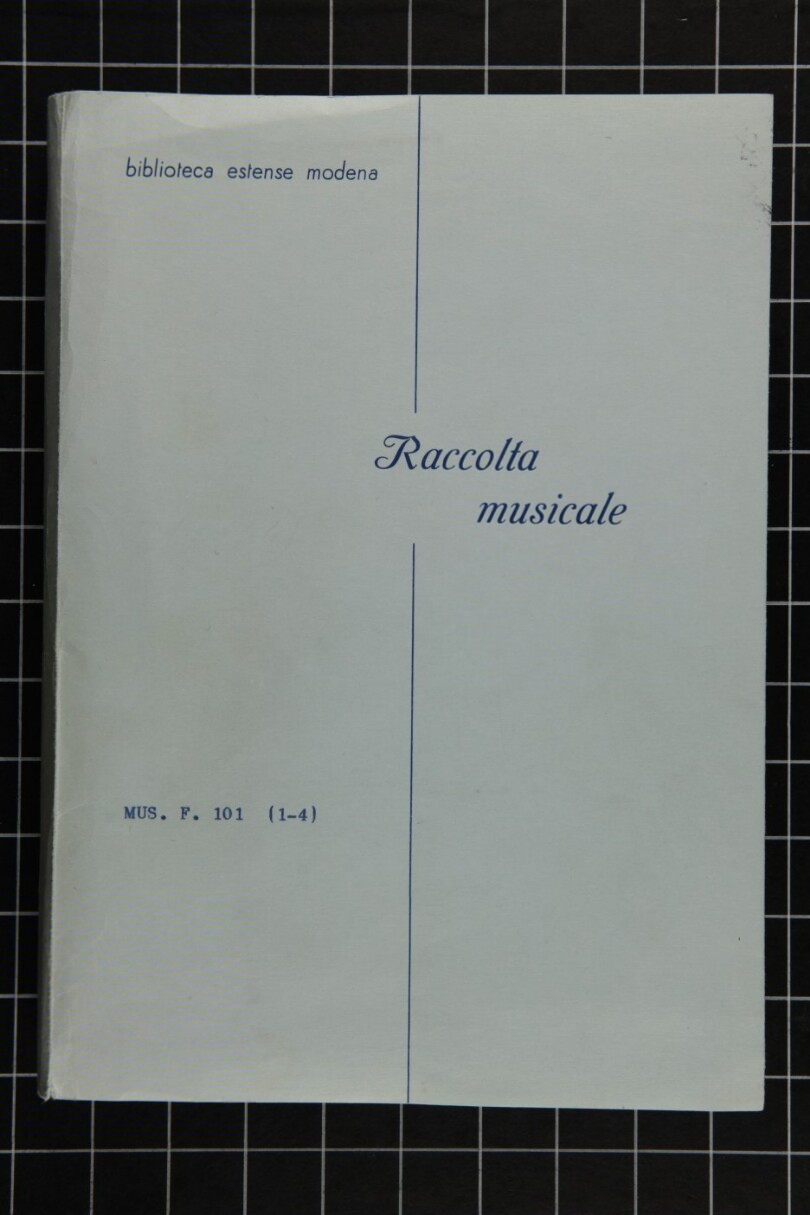 biblioteca estense modena
Raccolta
musicale
MUS. F. 101 (1-4)